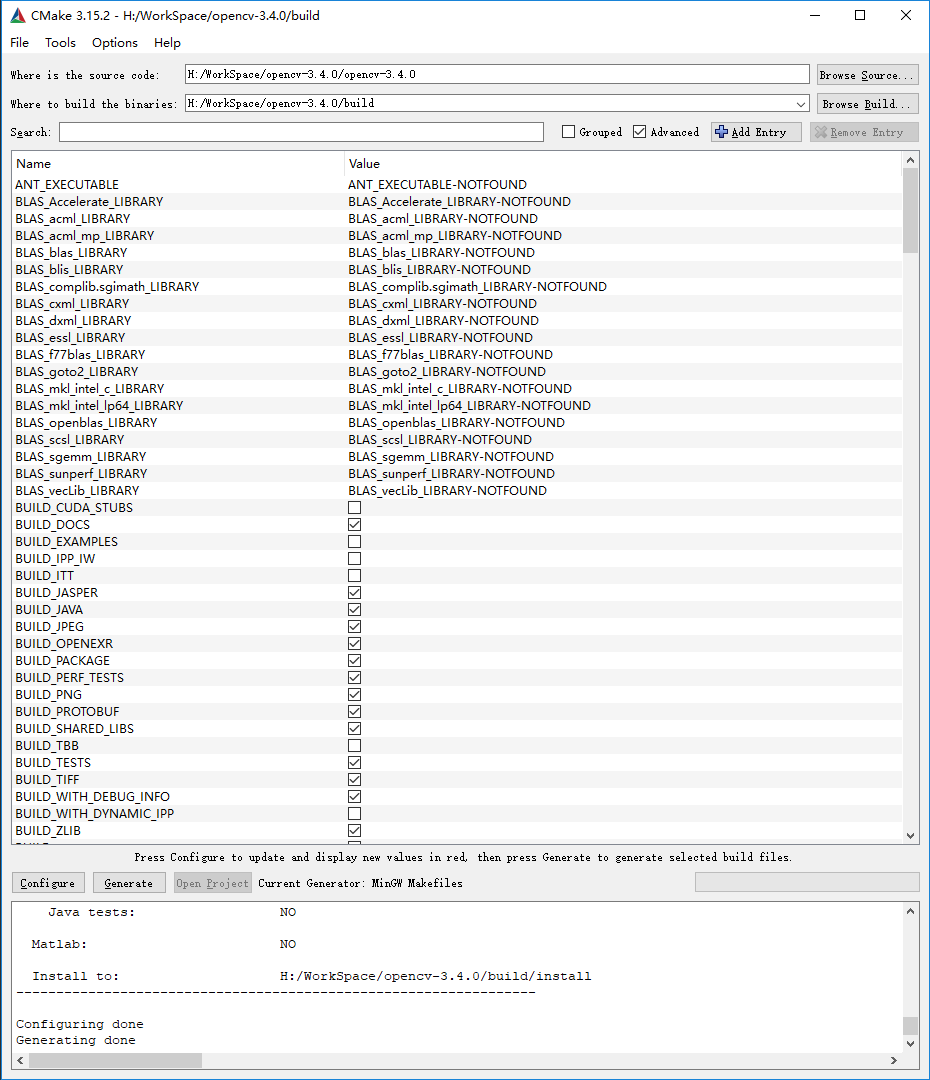 CMake 3.15.2 - H:/WorkSpace/opencv-3.4.0/build
File Tools Options Help
Where is the source code: H:/WorkSpace/opencv-3.4.0/opencv-3.4.0 Browse Source...
Where to build the binaries: H:/WorkSpace/opencv-3.4.0/build Browse Build...
Search: Grouped Advanced Add Entry Remove Entry
Name Value
ANT_EXECUTABLE ANT_EXECUTABLE-NOTFOUND
BLAS_Accelerate_LIBRARY BLAS_Accelerate_LIBRARY-NOTFOUND
BLAS_acml_LIBRARY BLAS_acml_LIBRARY-NOTFOUND
BLAS_acml_mp_LIBRARY BLAS_acml_mp_LIBRARY-NOTFOUND
BLAS_blas_LIBRARY BLAS_blas_LIBRARY-NOTFOUND
BLAS_blis_LIBRARY BLAS_blis_LIBRARY-NOTFOUND
BLAS_complib.sgimath_LIBRARY BLAS_complib.sgimath_LIBRARY-NOTFOUND
BLAS_cxml_LIBRARY BLAS_cxml_LIBRARY-NOTFOUND
BLAS_dxml_LIBRARY BLAS_dxml_LIBRARY-NOTFOUND
BLAS_essl_LIBRARY BLAS_essl_LIBRARY-NOTFOUND
BLAS_f77blas_LIBRARY BLAS_f77blas_LIBRARY-NOTFOUND
BLAS_goto2_LIBRARY BLAS_goto2_LIBRARY-NOTFOUND
BLAS_mkl_intel_c_LIBRARY BLAS_mkl_intel_c_LIBRARY-NOTFOUND
BLAS_mkl_intel_lp64_LIBRARY BLAS_mkl_intel_lp64_LIBRARY-NOTFOUND
BLAS_openblas_LIBRARY BLAS_openblas_LIBRARY-NOTFOUND
BLAS_scsl_LIBRARY BLAS_scsl_LIBRARY-NOTFOUND
BLAS_sgemm_LIBRARY BLAS_sgemm_LIBRARY-NOTFOUND
BLAS_sunperf_LIBRARY BLAS_sunperf_LIBRARY-NOTFOUND
BLAS_vecLib_LIBRARY BLAS_vecLib_LIBRARY-NOTFOUND
BUILD_CUDA_STUBS
BUILD_DOCS
BUILD_EXAMPLES
BUILD_IPP_IW
BUILD_ITT
BUILD_JASPER
BUILD_JAVA
BUILD_JPEG
BUILD_OPENEXR
BUILD_PACKAGE
BUILD_PERF_TESTS
BUILD_PNG
BUILD_PROTOBUF
BUILD_SHARED_LIBS
BUILD_TBB
BUILD_TESTS
BUILD_TIFF
BUILD_WITH_DEBUG_INFO
BUILD_WITH_DYNAMIC_IPP
BUILD_ZLIB
Press Configure to update and display new values in red, then press Generate to generate selected build files.
Configure Generate Open Project Current Generator: MinGW Makefiles
Java tests: NO
Matlab: NO
Install to: H:/WorkSpace/opencv-3.4.0/build/install
-----------------------------------------------------------------
Configuring done
Generating done